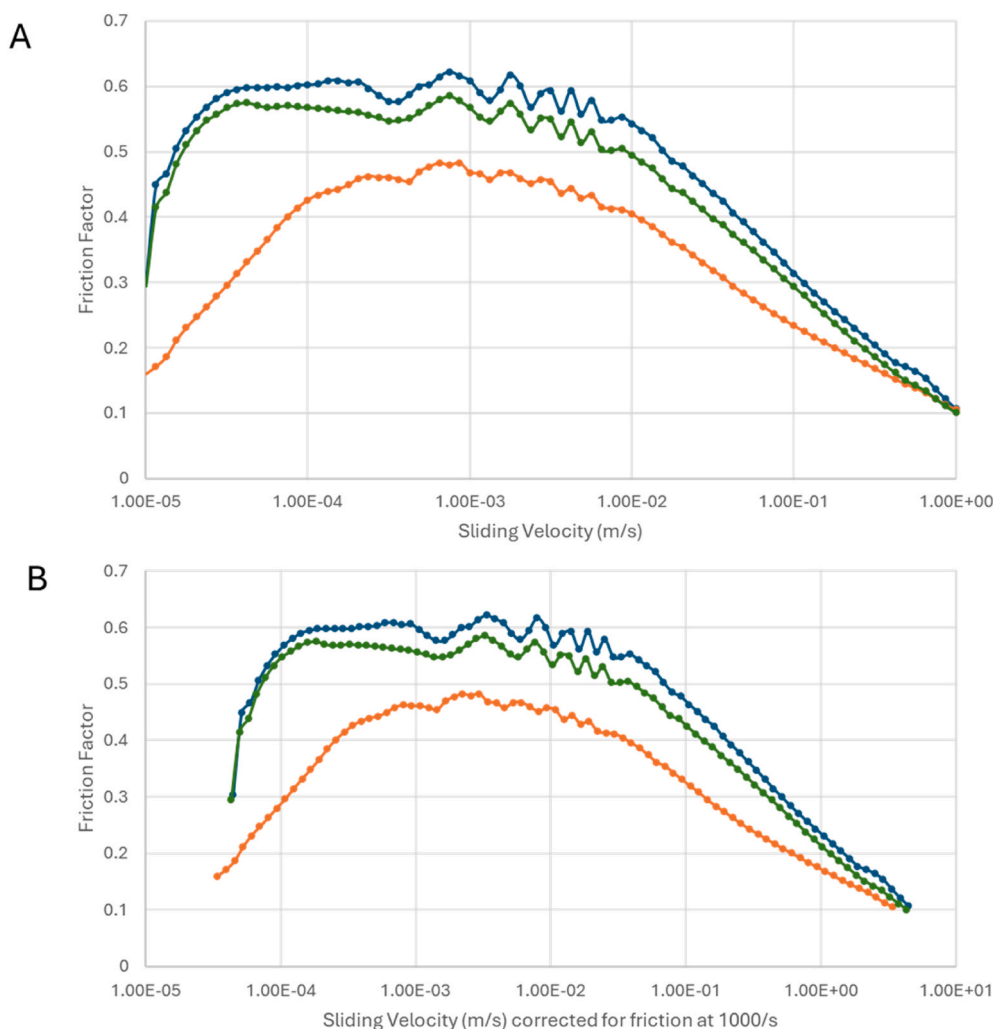 A
0.7
0.6
0.5
0.4
0.3
0.2
0.1
0
Friction Factor
1.00E-05 1.00E-04 1.00E-03 1.00E-02 1.00E-01 1.00E+00
Sliding Velocity (m/s)
B
0.7
0.6
0.5
0.4
0.3
0.2
0.1
0
Friction Factor
1.00E-05 1.00E-04 1.00E-03 1.00E-02 1.00E-01 1.00E+00 1.00E+01
Sliding Velocity (m/s) corrected for friction at 1000/s